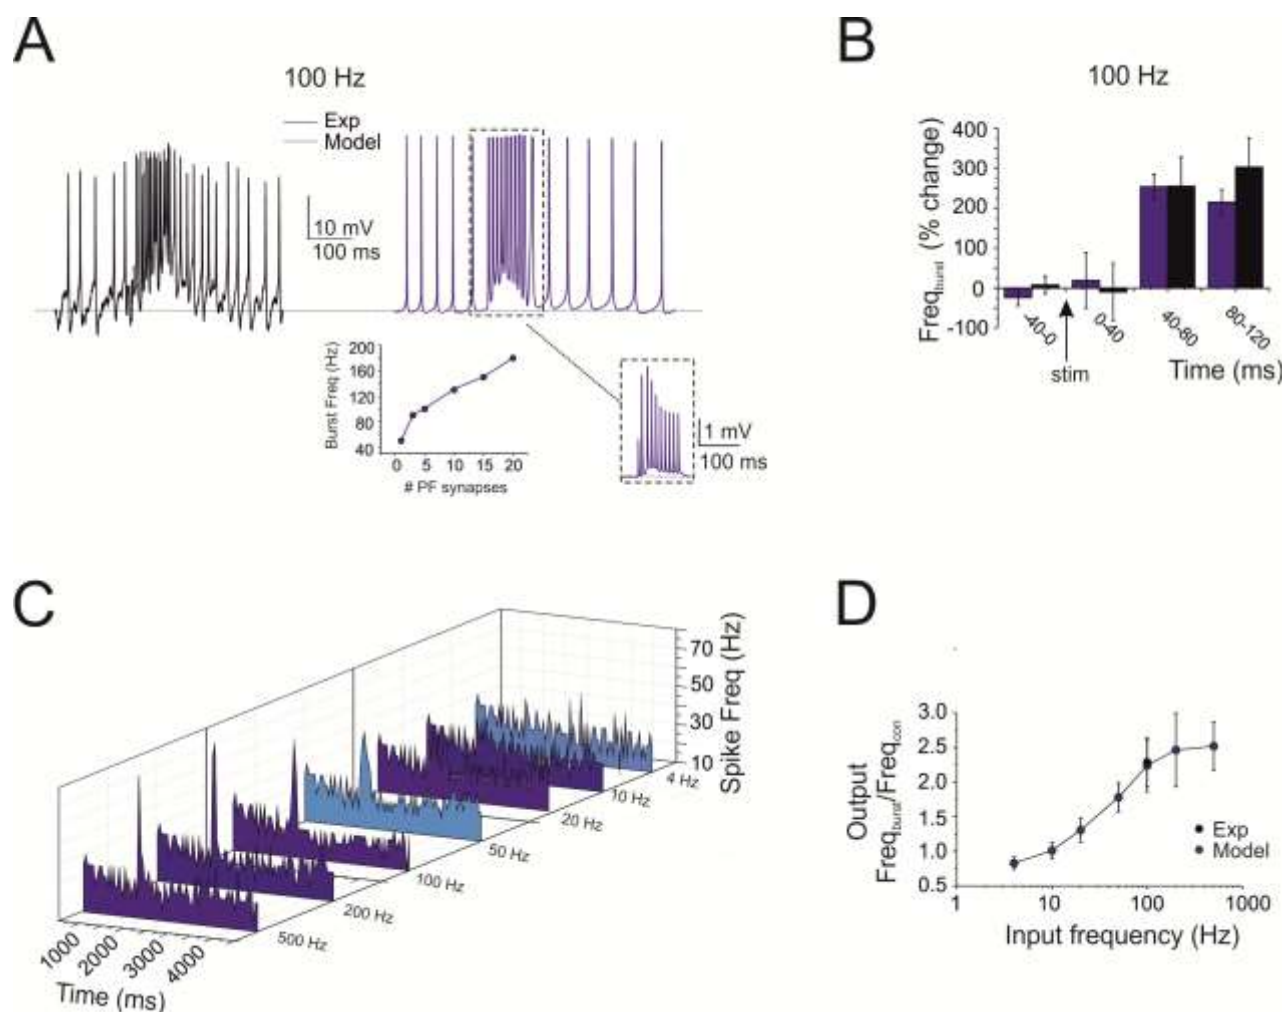 A
100 Hz
Exp
Model
10 mV
100 ms
Burst Freq (Hz)
200
160
120
80
40
0 5 10 15 20
# PF synapses
1 mV
100 ms
B
100 Hz
Freqburst (% change)
400
300
200
100
0
-100
-40-0
0-40
40-80
80-120
stim
Time (ms)
C
Spike Freq (Hz)
70
50
30
10
4 Hz
10 Hz
20 Hz
50 Hz
100 Hz
200 Hz
500 Hz
1000
2000
3000
4000
Time (ms)
D
Output
Freqburst/Freqcon
3.0
2.5
2.0
1.5
1.0
0.5
Exp
Model
1 10 100 1000
Input frequency (Hz)